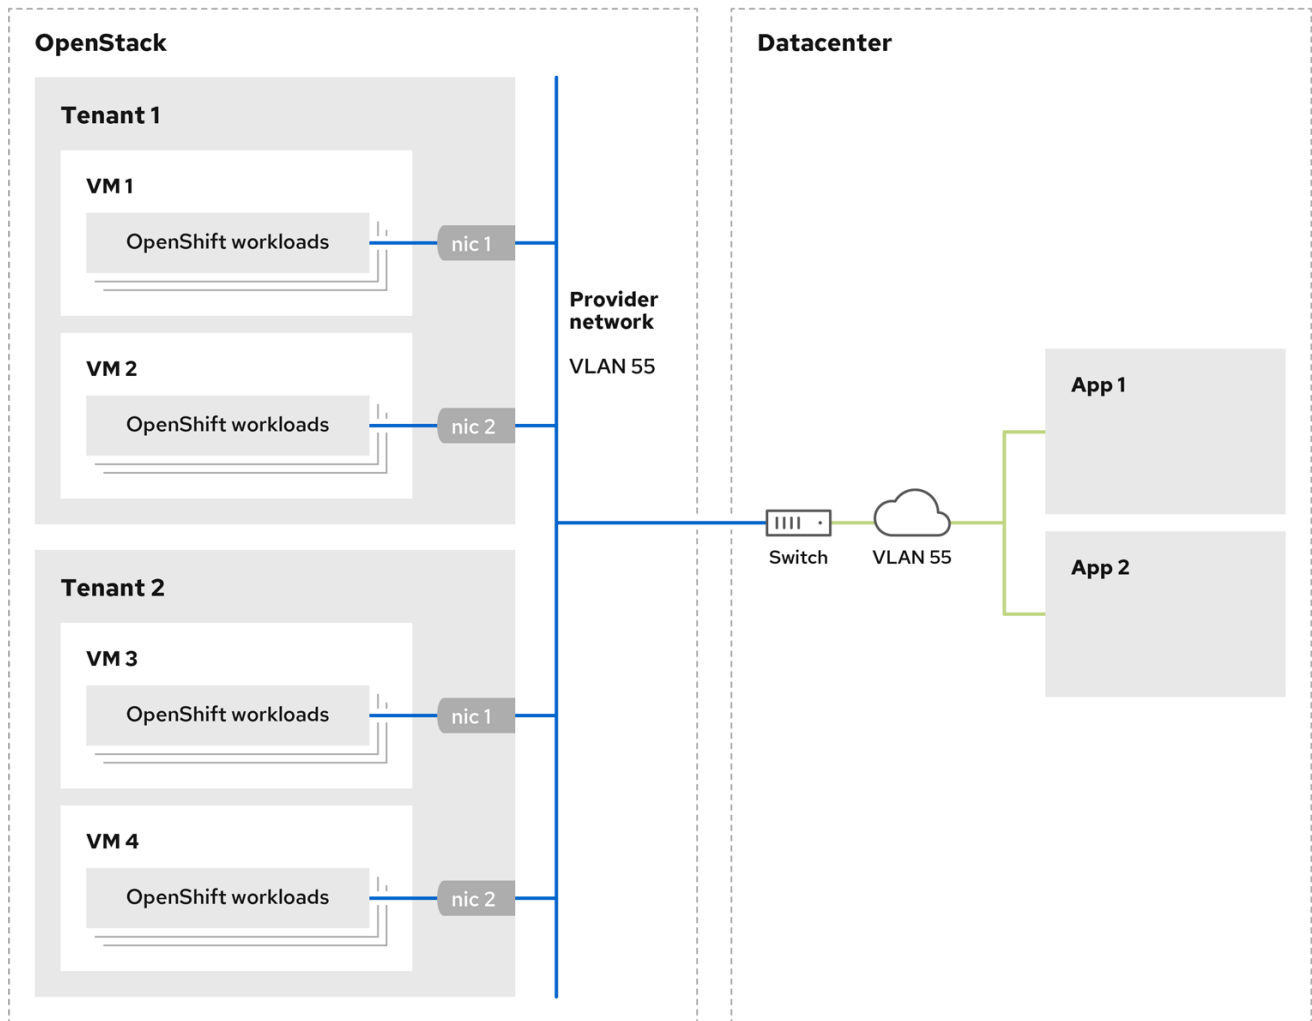 OpenStack
Tenant 1
VM 1
OpenShift workloads
nic 1
VM 2
OpenShift workloads
nic 2
Tenant 2
VM 3
OpenShift workloads
nic 1
VM 4
OpenShift workloads
nic 2
Provider
network
VLAN 55
Datacenter
Switch
VLAN 55
App 1
App 2